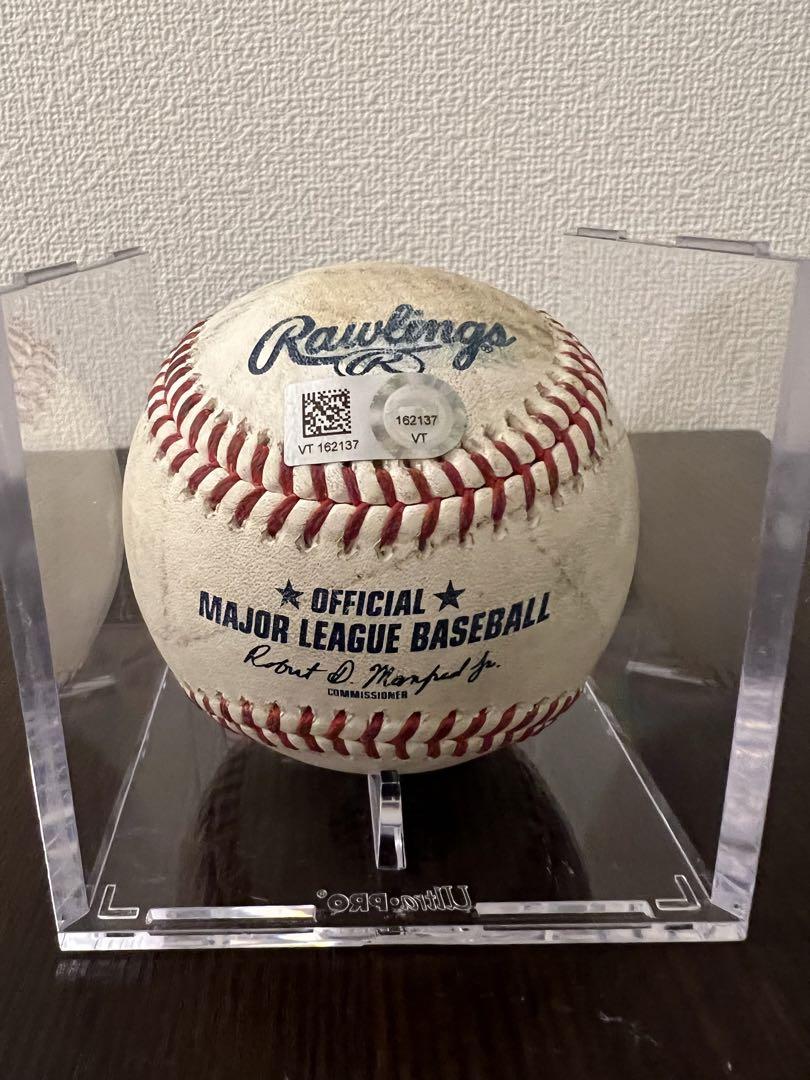 Rawlings
R
162137
VT
VT 162137
OFFICIAL
MAJOR LEAGUE BASEBALL
Robert D. Manfred Jr.
COMMISSIONER
Ultra•PRO®